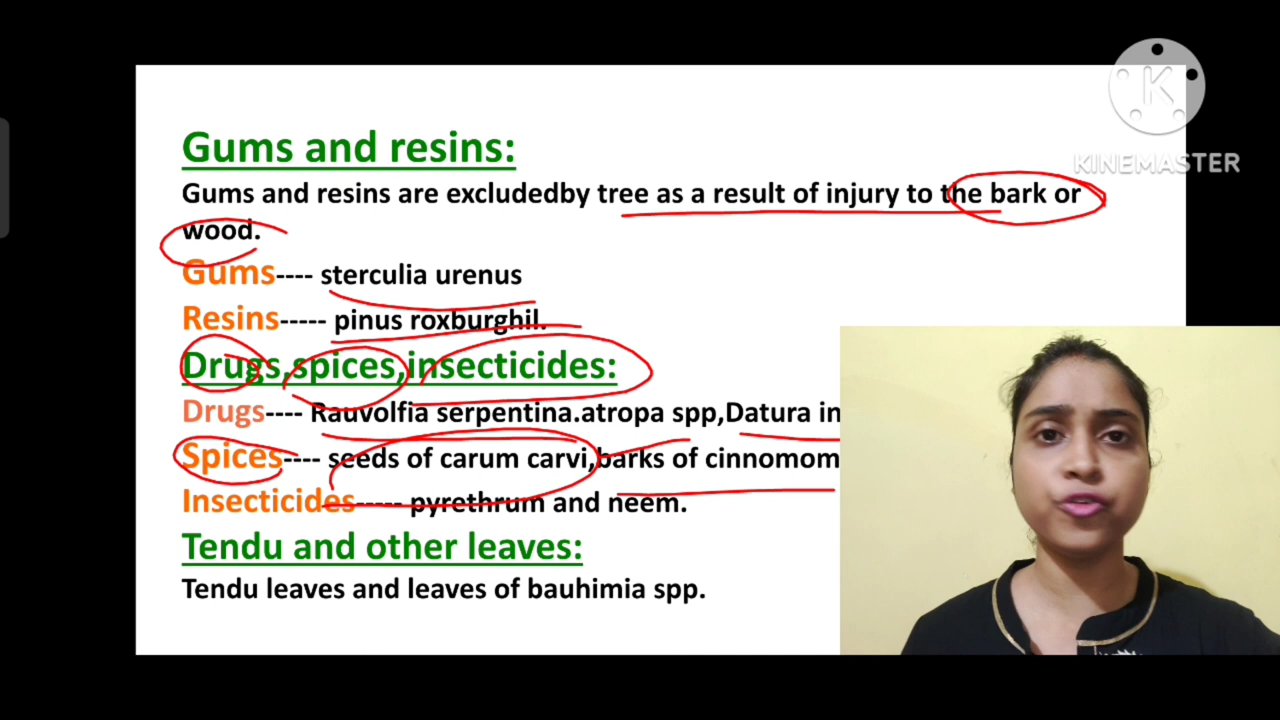 Gums and resins:
Gums and resins are excludedby tree as a result of injury to the bark or
wood.
Gums---- sterculia urenus
Resins----- pinus roxburghil.
Drugs,spices,insecticides:
Drugs---- Rauvolfia serpentina.atropa spp,Datura in
Spices---- seeds of carum carvi,barks of cinnomom
Insecticides----- pyrethrum and neem.
Tendu and other leaves:
Tendu leaves and leaves of bauhimia spp.
K
KINEMASTER